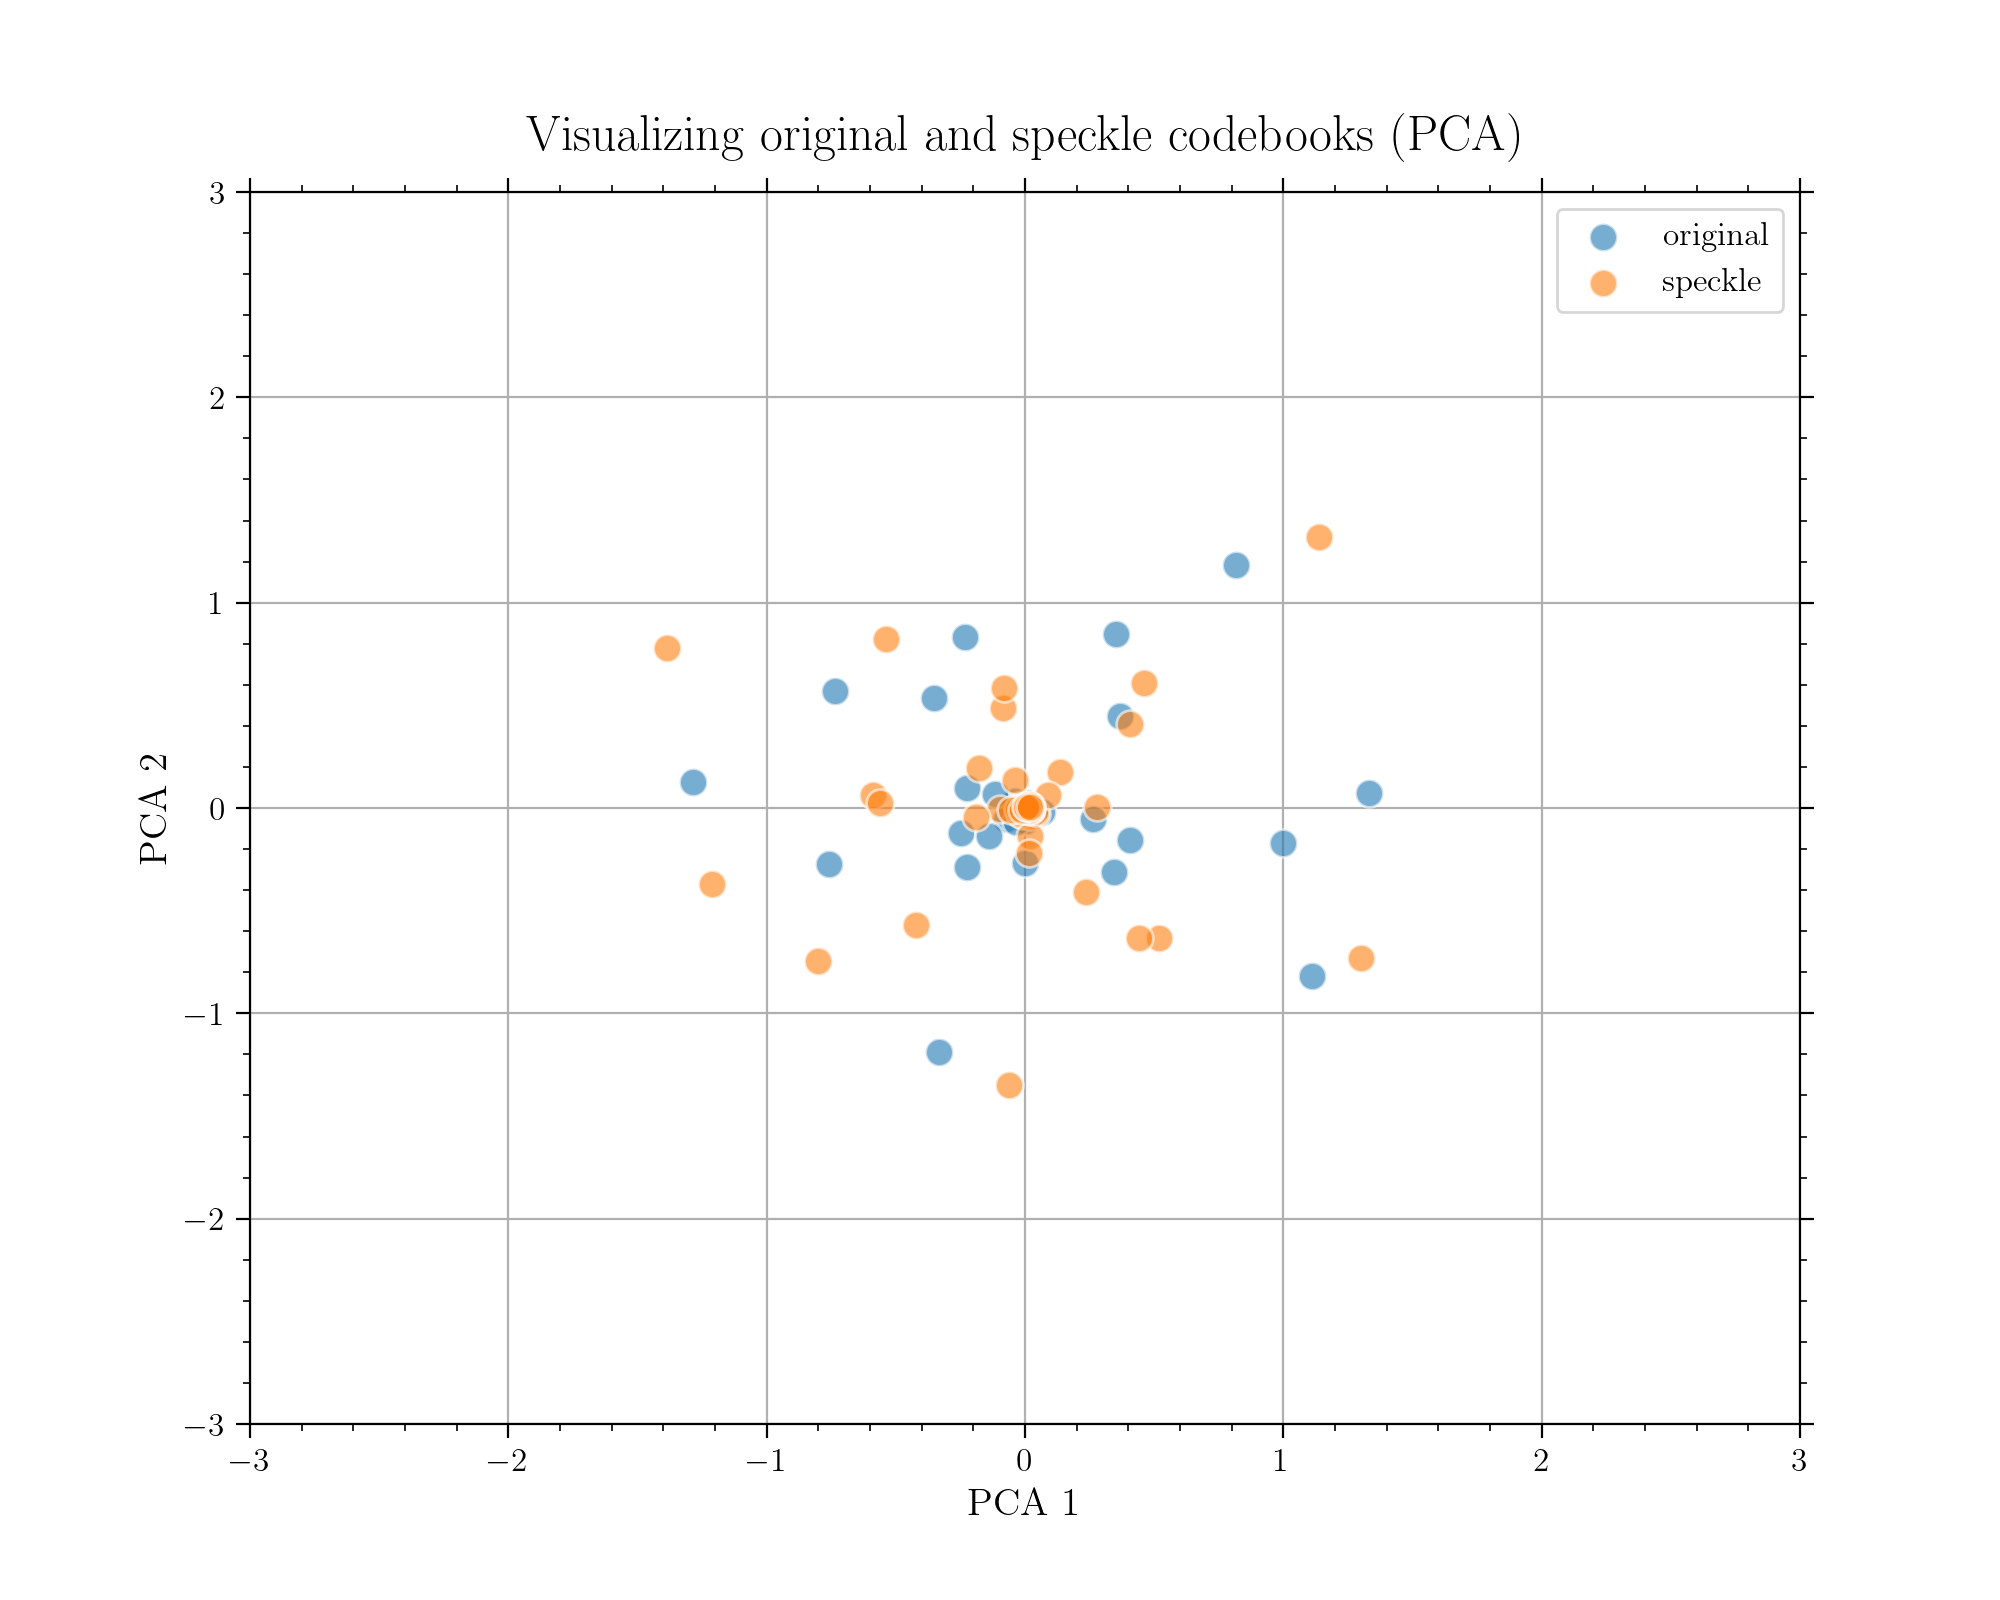 Visualizing original and speckle codebooks (PCA)
original
speckle
3
2
1
0
−1
−2
−3
PCA 2
−3
−2
−1
0
1
2
3
PCA 1